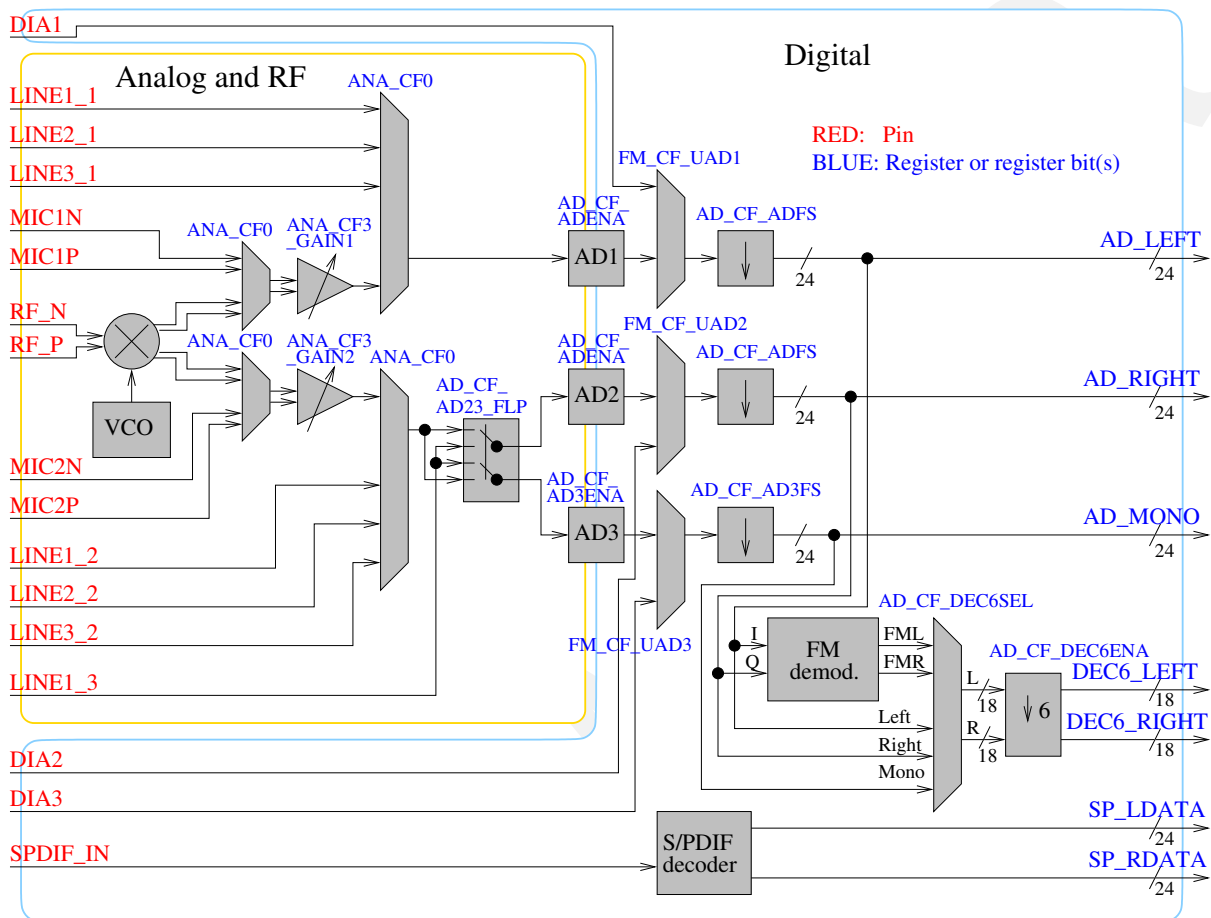 DIA1
Analog and RF
Digital
ANA_CF0
LINE1_1
LINE2_1
LINE3_1
RED: Pin
BLUE: Register or register bit(s)
FM_CF_UAD1
MIC1N
MIC1P
ANA_CF0
ANA_CF3
_GAIN1
AD_CF_
ADENA
AD1
AD_CF_ADFS
24
AD_LEFT
24
RF_N
RF_P
VCO
ANA_CF0
ANA_CF3
_GAIN2
ANA_CF0
AD_CF_
AD23_FLP
AD_CF_
ADENA
AD2
FM_CF_UAD2
AD_CF_ADFS
24
AD_RIGHT
24
MIC2N
MIC2P
AD_CF_
AD3ENA
AD3
AD_CF_AD3FS
24
AD_MONO
24
LINE1_2
LINE2_2
LINE3_2
LINE1_3
FM_CF_UAD3
AD_CF_DEC6SEL
I
Q
FM
demod.
FML
FMR
Left
Right
Mono
L
18
R
18
AD_CF_DEC6ENA
6
DEC6_LEFT
18
DEC6_RIGHT
18
DIA2
DIA3
SPDIF_IN
S/PDIF
decoder
SP_LDATA
24
SP_RDATA
24